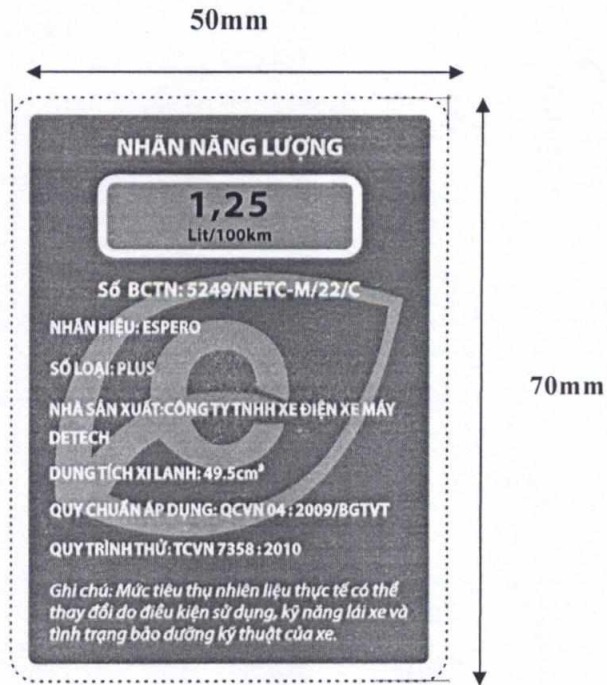 50mm
NHÃN NĂNG LƯỢNG
1,25
Lit/100km
Số BCTN: 5249/NETC-M/22/C
NHÃN HIỆU: ESPERO
SỐ LOẠI: PLUS
NHÀ SẢN XUẤT:CÔNG TY TNHH XE ĐIỆN XE MÁY
DETECH
DUNG TÍCH XI LANH: 49.5cm³
QUY CHUẨN ÁP DỤNG: QCVN 04 : 2009/BGTVT
QUY TRÌNH THỬ: TCVN 7358 : 2010
Ghi chú: Mức tiêu thụ nhiên liệu thực tế có thể
thay đổi do điều kiện sử dụng, kỹ năng lái xe và
tình trạng bảo dưỡng kỹ thuật của xe.
70mm